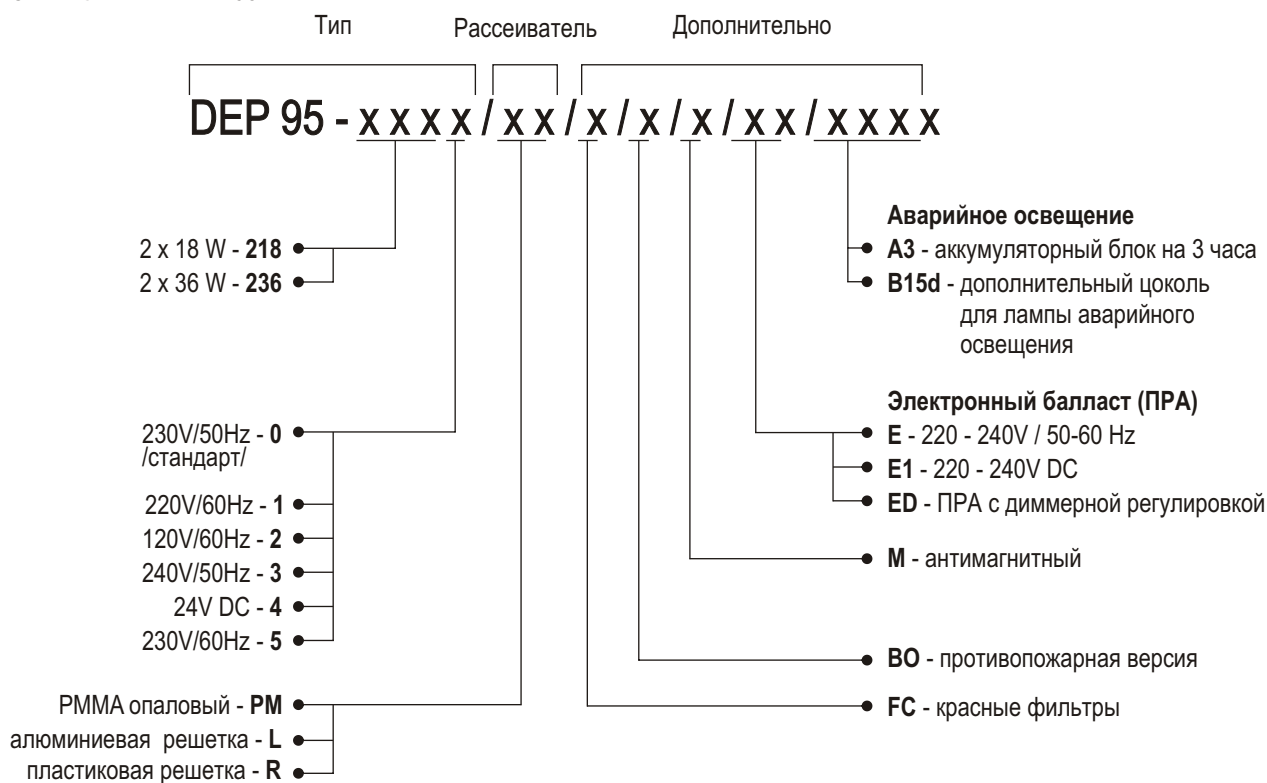 Тип
Рассеиватель
Дополнительно
DEP 95 - x x x x / x x / x / x / x / x x / x x x x
2 x 18 W - 218
2 x 36 W - 236
230V/50Hz - 0
/стандарт/
220V/60Hz - 1
120V/60Hz - 2
240V/50Hz - 3
24V DC - 4
230V/60Hz - 5
PMMA опаловый - PM
алюминиевая решетка - L
пластиковая решетка - R
Аварийное освещение
A3 - аккумуляторный блок на 3 часа
B15d - дополнительный цоколь
для лампы аварийного
освещения
Электронный балласт (ПРА)
E - 220 - 240V / 50-60 Hz
E1 - 220 - 240V DC
ED - ПРА с диммерной регулировкой
M - антимагнитный
BO - противопожарная версия
FC - красные фильтры